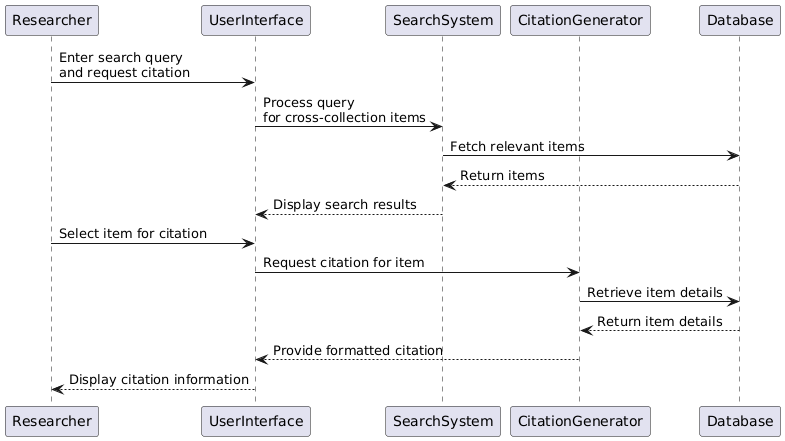 Researcher
UserInterface
SearchSystem
CitationGenerator
Database
Enter search query
and request citation
Process query
for cross-collection items
Fetch relevant items
Return items
Display search results
Select item for citation
Request citation for item
Retrieve item details
Return item details
Provide formatted citation
Display citation information
Researcher
UserInterface
SearchSystem
CitationGenerator
Database